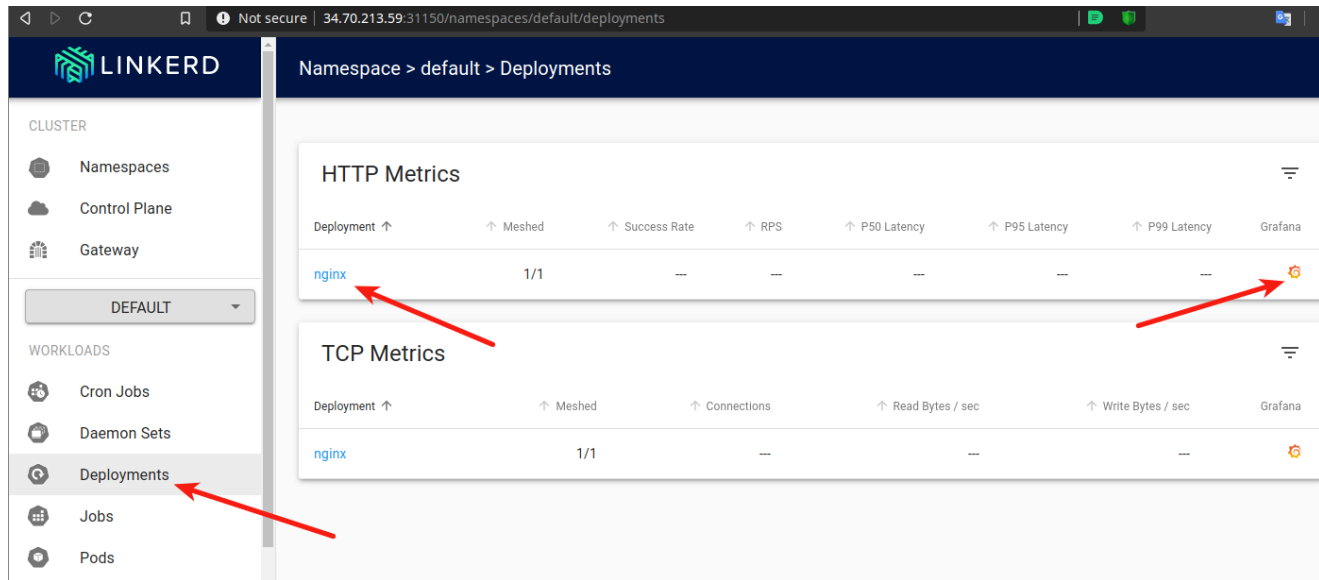 Not secure 34.70.213.59:31150/namespaces/default/deployments
LINKERD
Namespace > default > Deployments
CLUSTER
Namespaces
Control Plane
Gateway
DEFAULT
WORKLOADS
Cron Jobs
Daemon Sets
Deployments
Jobs
Pods
HTTP Metrics
Deployment Meshed Success Rate RPS P50 Latency P95 Latency P99 Latency Grafana
nginx 1/1 --- --- --- --- ---
TCP Metrics
Deployment Meshed Connections Read Bytes / sec Write Bytes / sec Grafana
nginx 1/1 --- --- ---